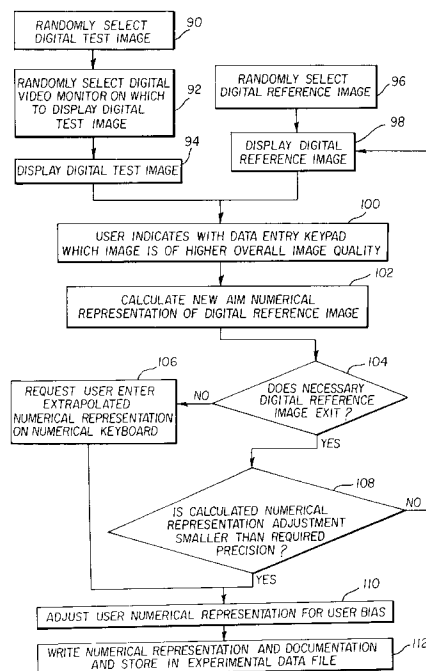 RANDOMLY SELECT
DIGITAL TEST IMAGE
90
RANDOMLY SELECT DIGITAL
VIDEO MONITOR ON WHICH
TO DISPLAY DIGITAL
TEST IMAGE
92
RANDOMLY SELECT
DIGITAL REFERENCE IMAGE
96
94
DISPLAY DIGITAL TEST IMAGE
98
DISPLAY DIGITAL
REFERENCE IMAGE
100
USER INDICATES WITH DATA ENTRY KEYPAD
WHICH IMAGE IS OF HIGHER OVERALL IMAGE QUALITY
102
CALCULATE NEW AIM NUMERICAL
REPRESENTATION OF DIGITAL REFERENCE IMAGE
104
DOES NECESSARY
DIGITAL REFERENCE
IMAGE EXIT ?
NO
YES
106
REQUEST USER ENTER
EXTRAPOLATED
NUMERICAL REPRESENTATION
ON NUMERICAL KEYBOARD
108
IS CALCULATED NUMERICAL
REPRESENTATION ADJUSTMENT
SMALLER THAN REQUIRED
PRECISION ?
NO
YES
110
ADJUST USER NUMERICAL REPRESENTATION FOR USER BIAS
112
WRITE NUMERICAL REPRESENTATION AND DOCUMENTATION
AND STORE IN EXPERIMENTAL DATA FILE